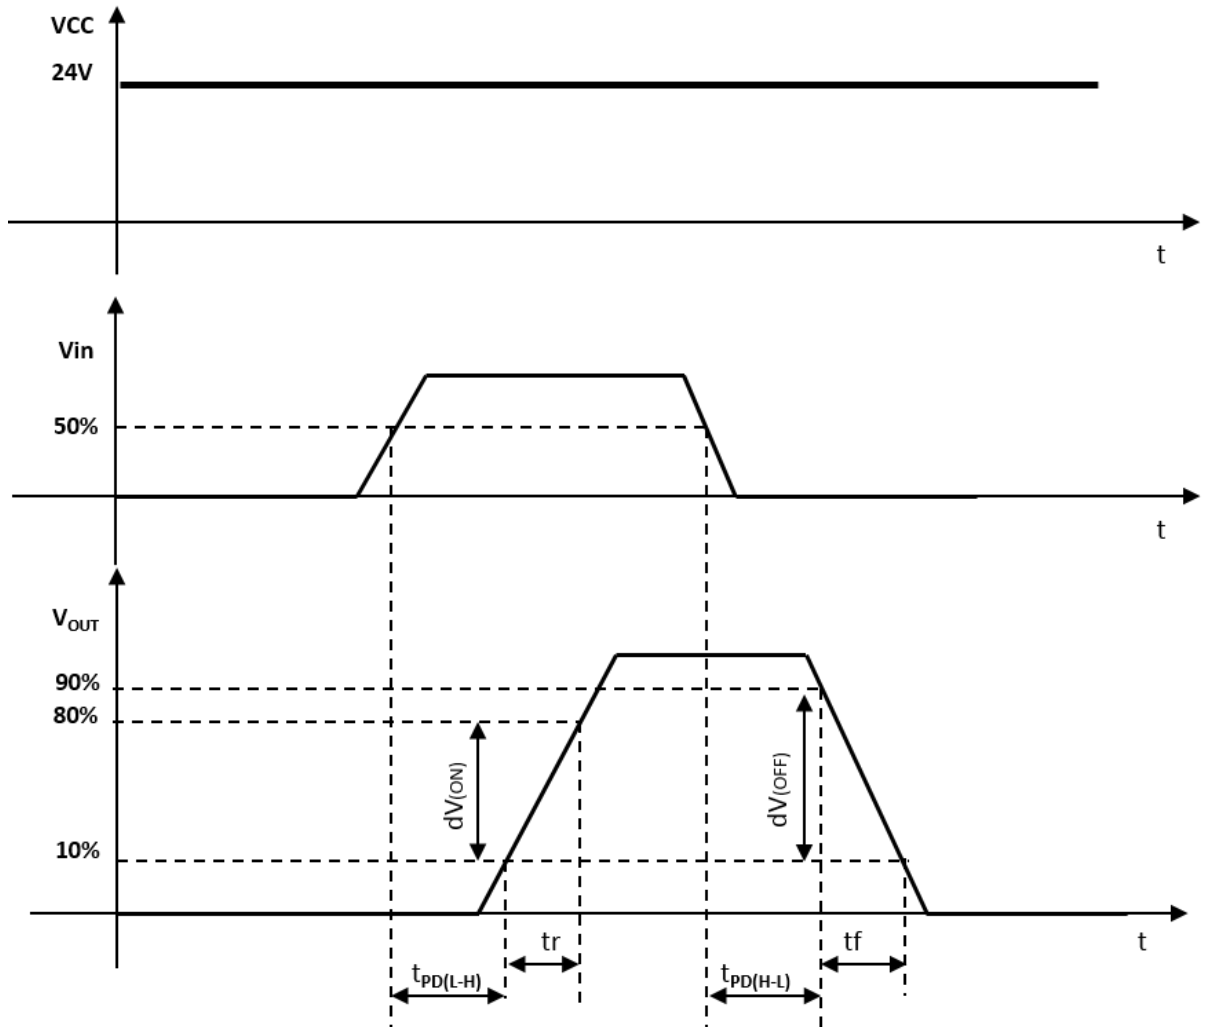 VCC
24V
t
Vin
50%
t
VOUT
90%
80%
dV(ON)
dV(OFF)
10%
t
tr
tf
tPD(L-H)
tPD(H-L)